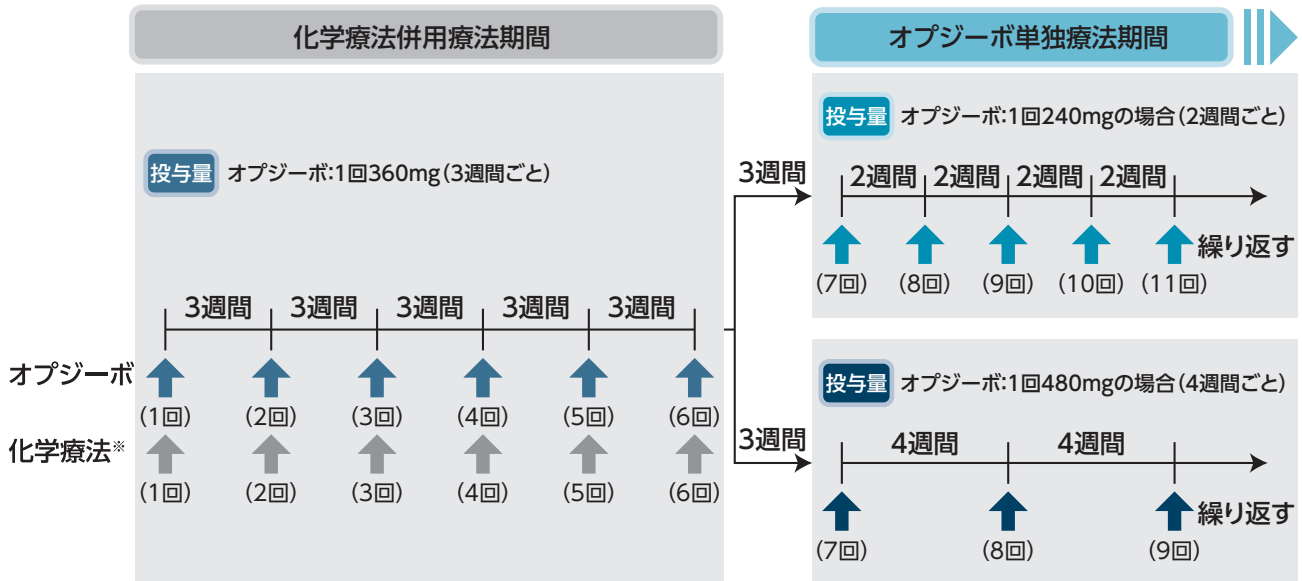 化学療法併用療法期間
投与量 オプジーボ:1回360mg(3週間ごと)
3週間 3週間 3週間 3週間 3週間
オプジーボ
(1回) (2回) (3回) (4回) (5回) (6回)
化学療法※
(1回) (2回) (3回) (4回) (5回) (6回)
オプジーボ単独療法期間
3週間
投与量 オプジーボ:1回240mgの場合(2週間ごと)
2週間 2週間 2週間 2週間
繰り返す
(7回) (8回) (9回) (10回) (11回)
3週間
投与量 オプジーボ:1回480mgの場合(4週間ごと)
4週間 4週間
繰り返す
(7回) (8回) (9回)